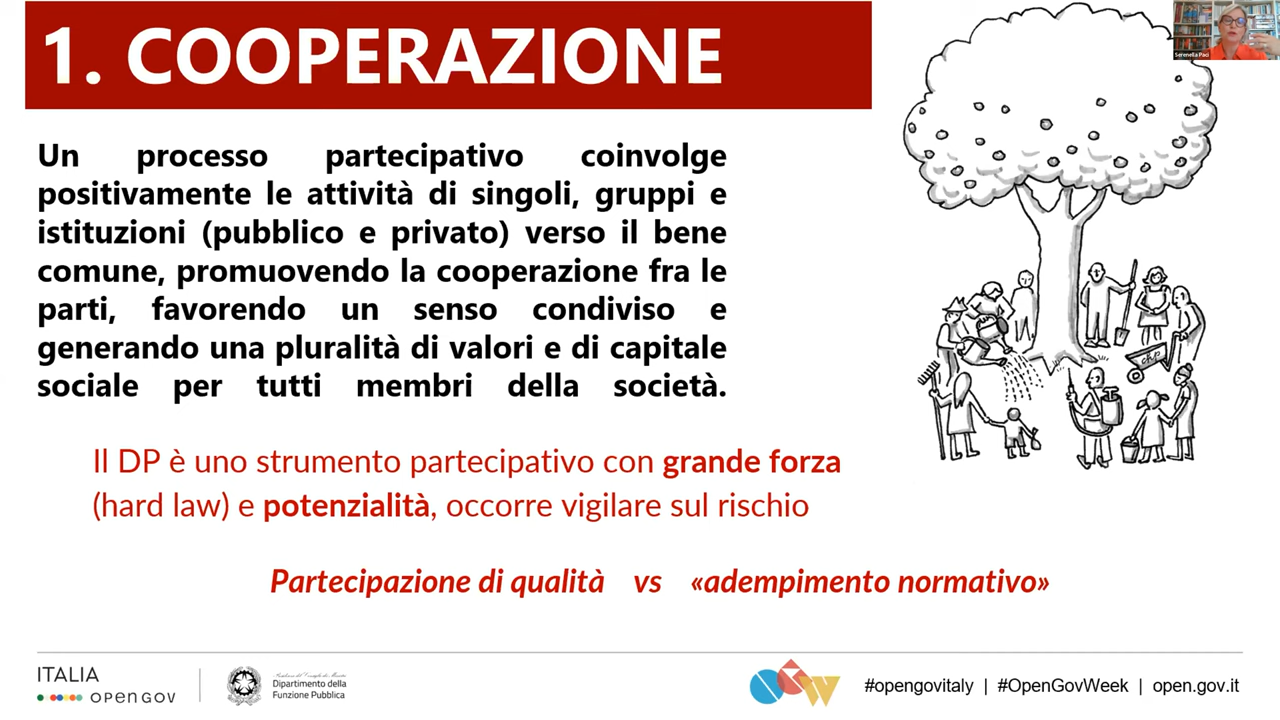 1. COOPERAZIONE
Serenella Paci
Un processo partecipativo coinvolge
positivamente le attività di singoli, gruppi e
istituzioni (pubblico e privato) verso il bene
comune, promuovendo la cooperazione fra le
parti, favorendo un senso condiviso e
generando una pluralità di valori e di capitale
sociale per tutti membri della società.
Il DP è uno strumento partecipativo con grande forza
(hard law) e potenzialità, occorre vigilare sul rischio
Partecipazione di qualità vs «adempimento normativo»
ITALIA
open gov
Dipartimento della
Funzione Pubblica
OGW
#opengovitaly | #OpenGovWeek | open.gov.it